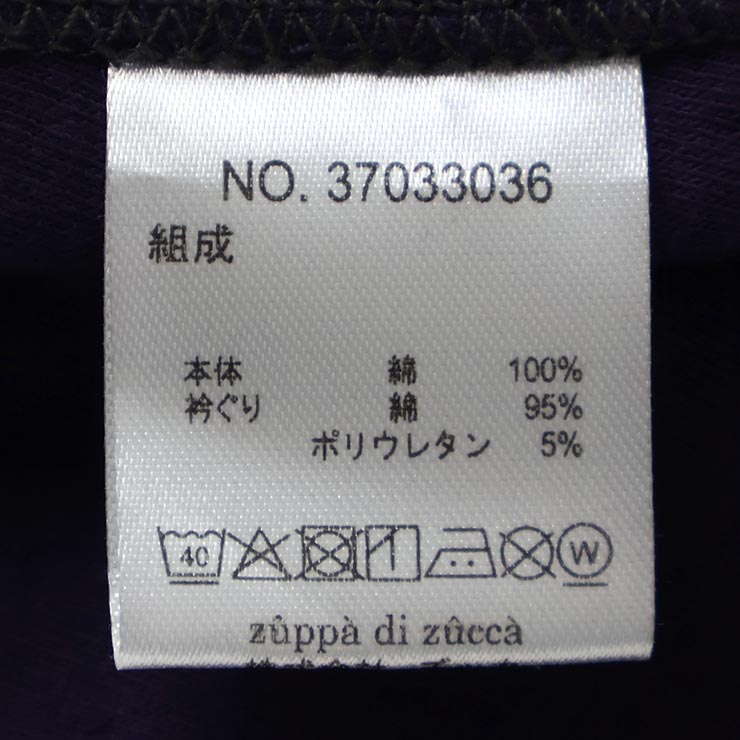 NO. 37033036
組成
本体 綿 100%
衿ぐり 綿 95%
ポリウレタン 5%
40 W
zûppà di zûccà